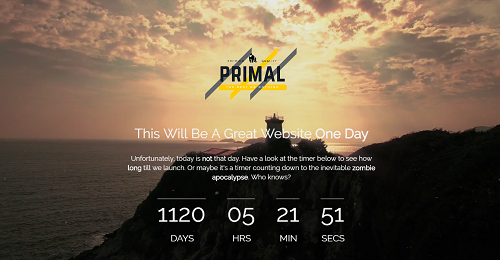 PREMIUM QUALITY
PRIMAL
This Will Be A Great Website One Day
Unfortunately, today is not that day. Have a look at the timer below to see how
long till we launch. Or maybe it's a timer counting down to the inevitable zombie
apocalypse. Who knows?
1120 05 21 51
DAYS HRS MIN SECS